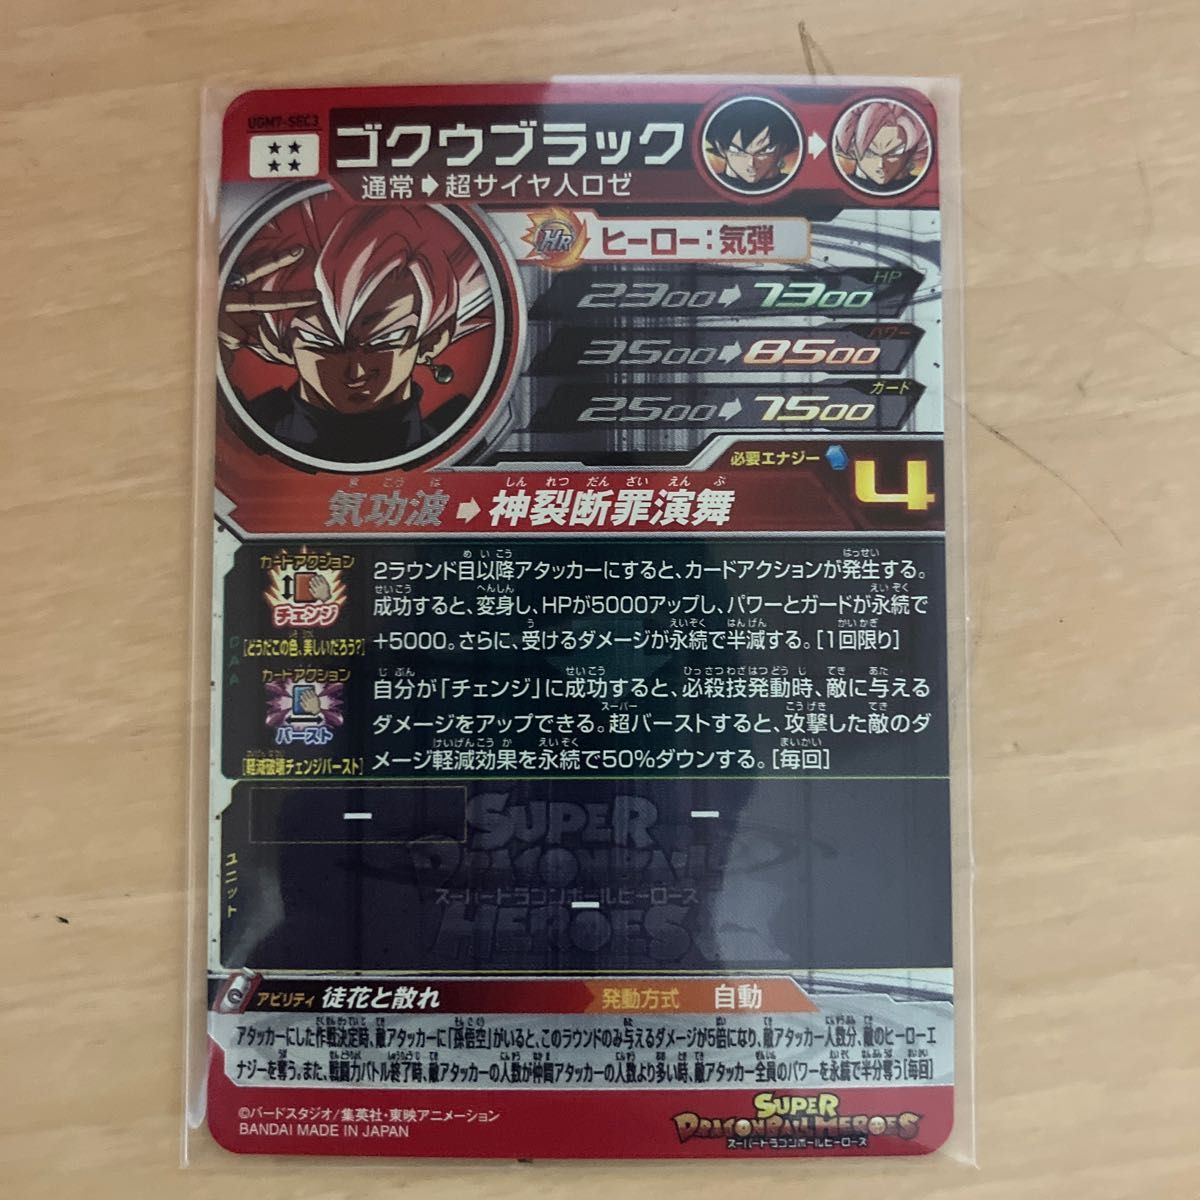 UGM7-SEC3
ゴクウブラック
通常➡超サイヤ人ロゼ
HR ヒーロー:気弾
HP
2300➡7300
パワー
3500➡8500
ガード
2500➡7500
必要エナジー 4
気功波➡神裂断罪演舞
カードアクション
チェンジ
[どうだこの色、美しいだろう?]
2ラウンド目以降アタッカーにすると、カードアクションが発生する。
成功すると、変身し、HPが5000アップし、パワーとガードが永続で
+5000。さらに、受けるダメージが永続で半減する。[1回限り]
カードアクション
バースト
[軽減破壊チェンジバースト]
自分が「チェンジ」に成功すると、必殺技発動時、敵に与える
ダメージをアップできる。超バーストすると、攻撃した敵のダ
メージ軽減効果を永続で50%ダウンする。[毎回]
CAA
ユニット
ー
ー
ー
SUPER
DRAGONBALL
スーパードラゴンボールヒーローズ
HEROES
アビリティ 徒花と散れ
発動方式 自動
アタッカーにした作戦決定時、敵アタッカーに「孫悟空」がいると、このラウンドのみ与えるダメージが5倍になり、敵アタッカー人数分、敵のヒーローエ
ナジーを奪う。また、戦闘力バトル終了時、敵アタッカーの人数が仲間アタッカーの人数より多い時、敵アタッカー全員のパワーを永続で半分奪う[毎回]
©バードスタジオ/集英社・東映アニメーション
BANDAI MADE IN JAPAN
SUPER
DRAGONBALL HEROES
スーパードラゴンボールヒーローズ